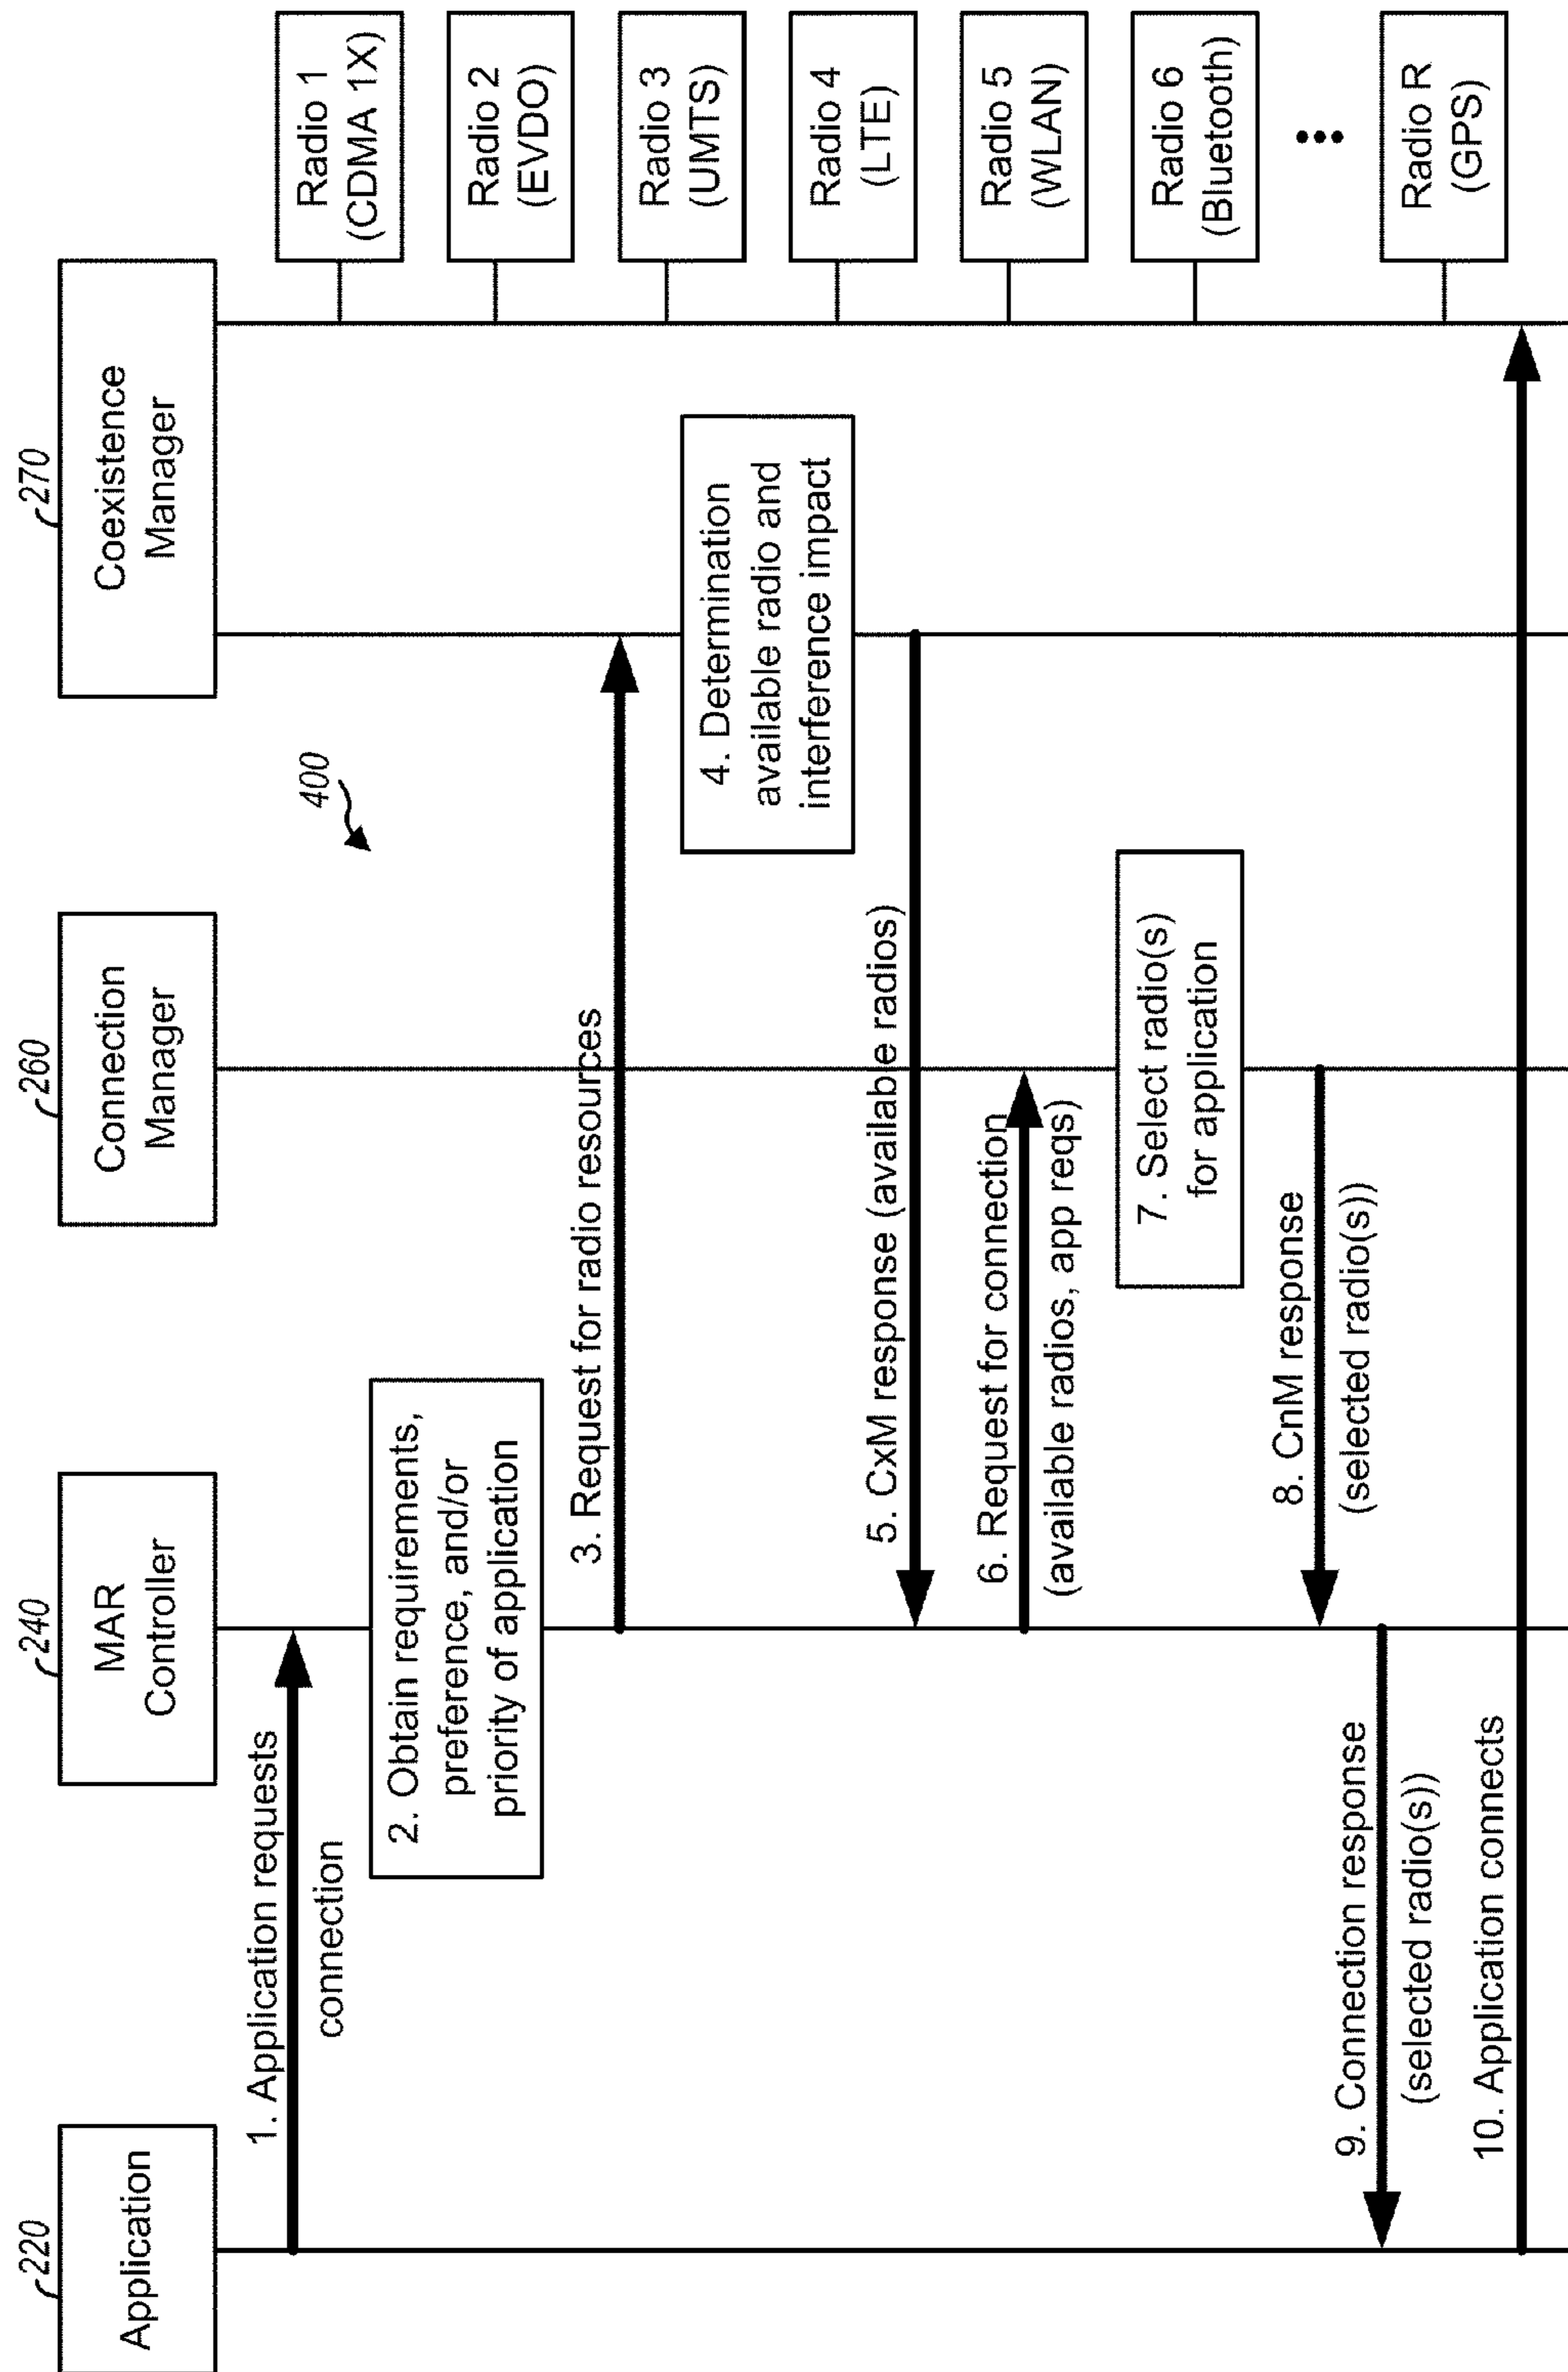 220
Application
240
MAR
Controller
260
Connection
Manager
270
Coexistence
Manager
400
1. Application requests
connection
2. Obtain requirements,
preference, and/or
priority of application
3. Request for radio resources
4. Determination
available radio and
interference impact
5. CxM response (available radios)
6. Request for connection
(available radios, app reqs)
7. Select radio(s)
for application
8. CnM response
(selected radio(s))
9. Connection response
(selected radio(s))
10. Application connects
Radio 1
(CDMA 1X)
Radio 2
(EVDO)
Radio 3
(UMTS)
Radio 4
(LTE)
Radio 5
(WLAN)
Radio 6
(Bluetooth)
Radio R
(GPS)